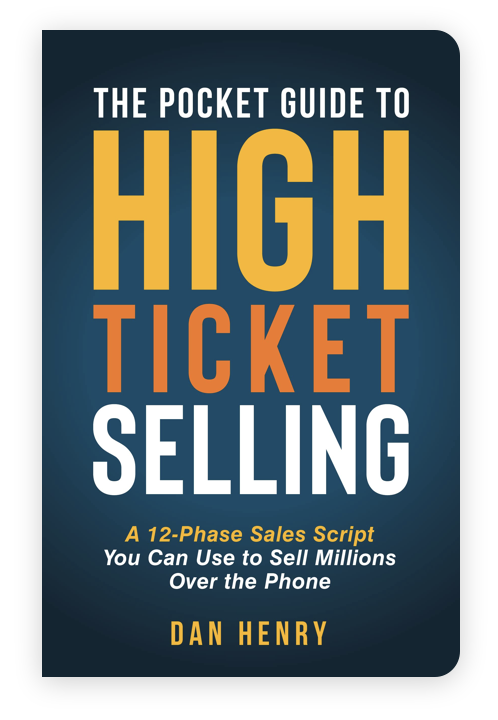 THE POCKET GUIDE TO
HIGH
TICKET
SELLING
A 12-Phase Sales Script
You Can Use to Sell Millions
Over the Phone
DAN HENRY